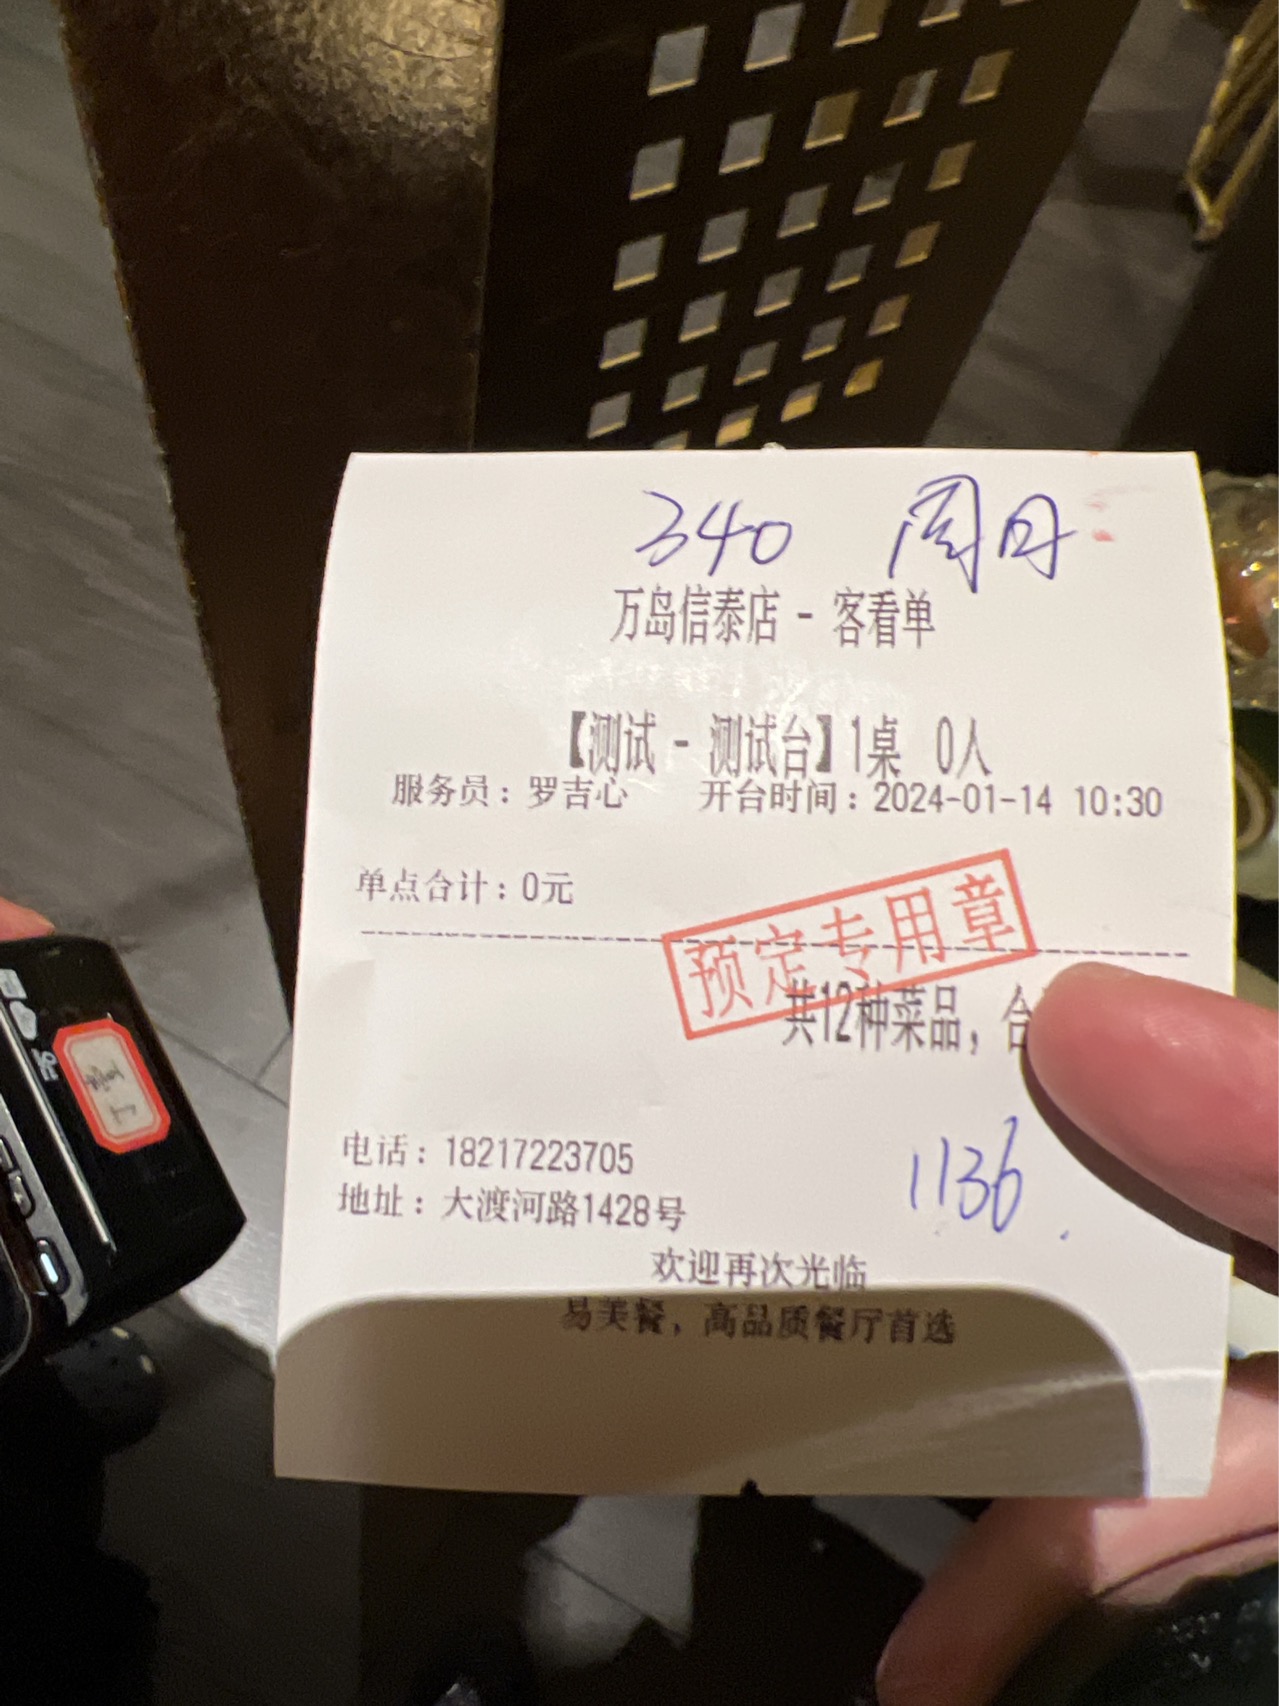 340 周日
万岛信泰店 - 客看单
【测试 - 测试台】1桌 0人
服务员：罗吉心 开台时间：2024-01-14 10:30
单点合计：0元
预定专用章
共12种菜品，合
电话：18217223705
1136
地址：大渡河路1428号
欢迎再次光临
易美餐，高品质餐厅首选